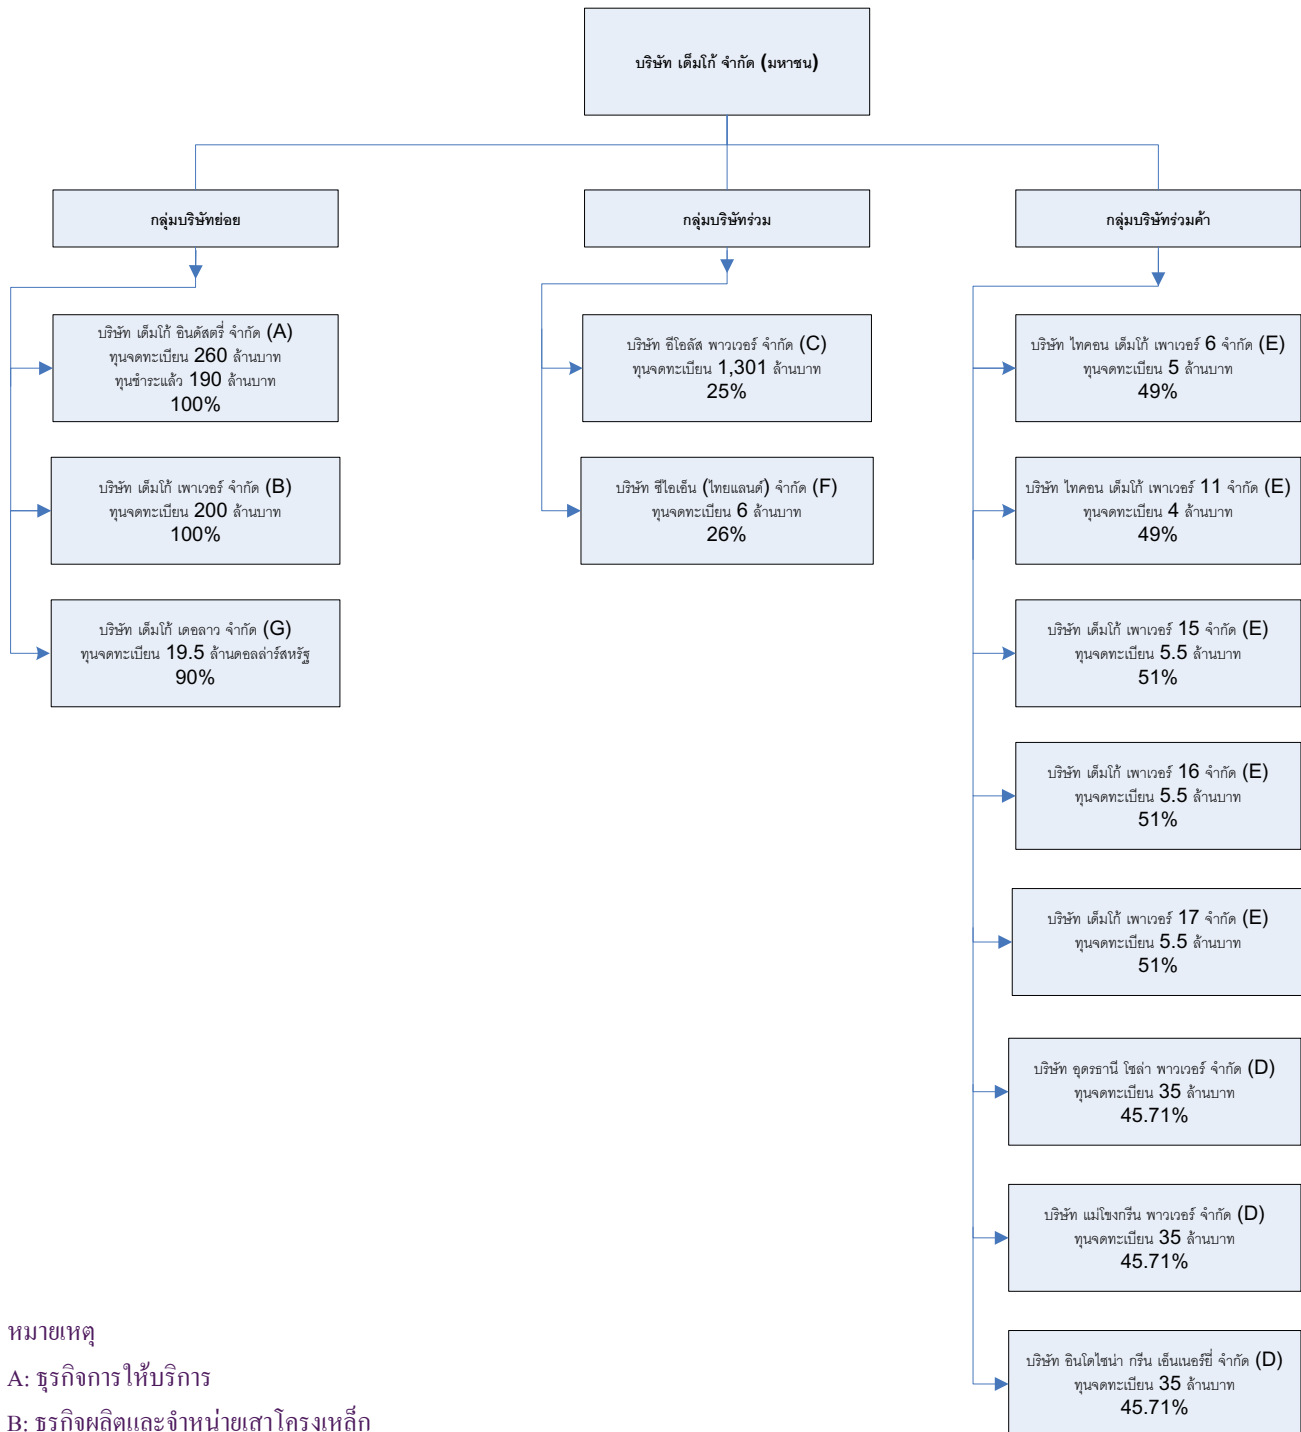 บริษัท เด็มโก้ จำกัด (มหาชน)
กลุ่มบริษัทย่อย
บริษัท เด็มโก้ อินดัสตรี่ จำกัด (A)
ทุนจดทะเบียน 260 ล้านบาท
ทุนชำระแล้ว 190 ล้านบาท
100%
บริษัท เด็มโก้ เพาเวอร์ จำกัด (B)
ทุนจดทะเบียน 200 ล้านบาท
100%
บริษัท เด็มโก้ เดอลาว จำกัด (G)
ทุนจดทะเบียน 19.5 ล้านดอลล่าร์สหรัฐ
90%
กลุ่มบริษัทร่วม
บริษัท อีโอลัส พาวเวอร์ จำกัด (C)
ทุนจดทะเบียน 1,301 ล้านบาท
25%
บริษัท ซีไอเอ็น (ไทยแลนด์) จำกัด (F)
ทุนจดทะเบียน 6 ล้านบาท
26%
กลุ่มบริษัทร่วมค้า
บริษัท ไทคอน เด็มโก้ เพาเวอร์ 6 จำกัด (E)
ทุนจดทะเบียน 5 ล้านบาท
49%
บริษัท ไทคอน เด็มโก้ เพาเวอร์ 11 จำกัด (E)
ทุนจดทะเบียน 4 ล้านบาท
49%
บริษัท เด็มโก้ เพาเวอร์ 15 จำกัด (E)
ทุนจดทะเบียน 5.5 ล้านบาท
51%
บริษัท เด็มโก้ เพาเวอร์ 16 จำกัด (E)
ทุนจดทะเบียน 5.5 ล้านบาท
51%
บริษัท เด็มโก้ เพาเวอร์ 17 จำกัด (E)
ทุนจดทะเบียน 5.5 ล้านบาท
51%
บริษัท อุดรธานี โซล่า พาวเวอร์ จำกัด (D)
ทุนจดทะเบียน 35 ล้านบาท
45.71%
บริษัท แม่โขงกรีน พาวเวอร์ จำกัด (D)
ทุนจดทะเบียน 35 ล้านบาท
45.71%
บริษัท อินโดไชน่า กรีน เอ็นเนอร์ยี่ จำกัด (D)
ทุนจดทะเบียน 35 ล้านบาท
45.71%
หมายเหตุ
A: ธุรกิจการให้บริการ
B: ธุรกิจผลิตและจำหน่ายเสาโครงเหล็ก